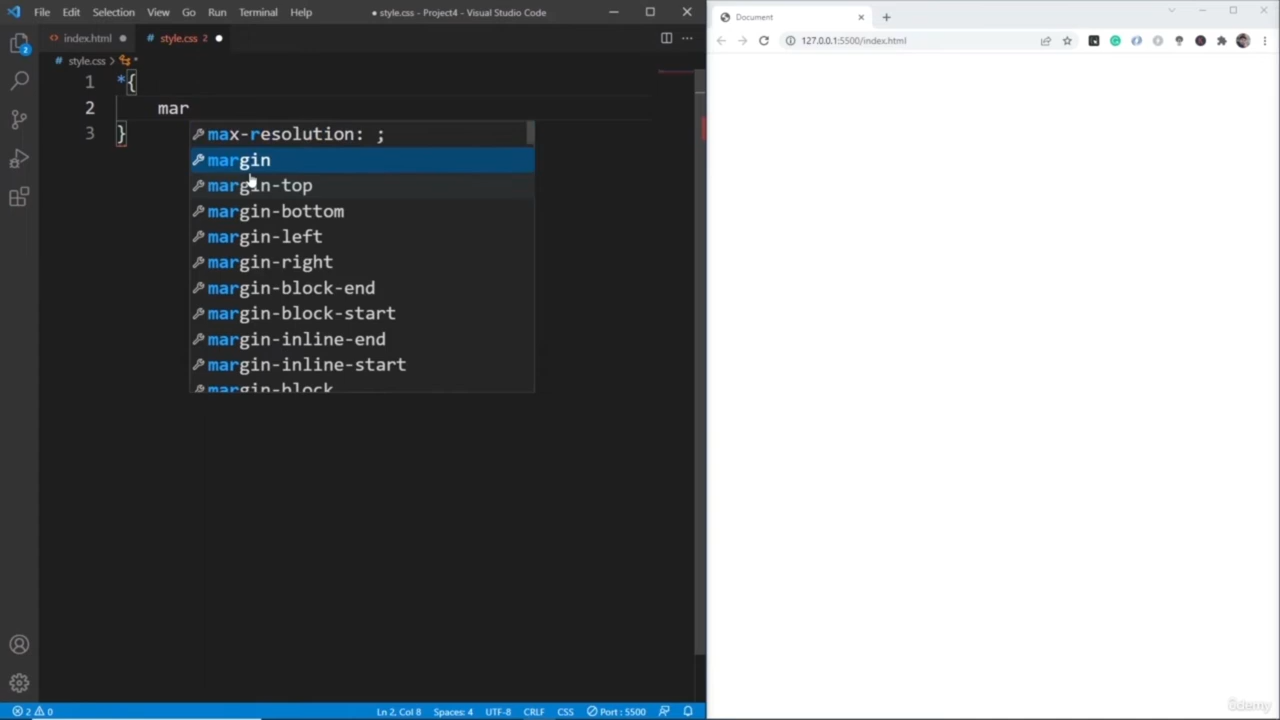 File Edit Selection View Go Run Terminal Help
● style.css - Project4 - Visual Studio Code
index.html
# style.css 2
# style.css > *
1 *{
2 mar
3 }
max-resolution: ;
margin
margin-top
margin-bottom
margin-left
margin-right
margin-block-end
margin-block-start
margin-inline-end
margin-inline-start
margin-block
2
2 0
Ln 2, Col 8 Spaces: 4 UTF-8 CRLF CSS Port : 5500
Document
127.0.0.1:5500/index.html
ûdemy